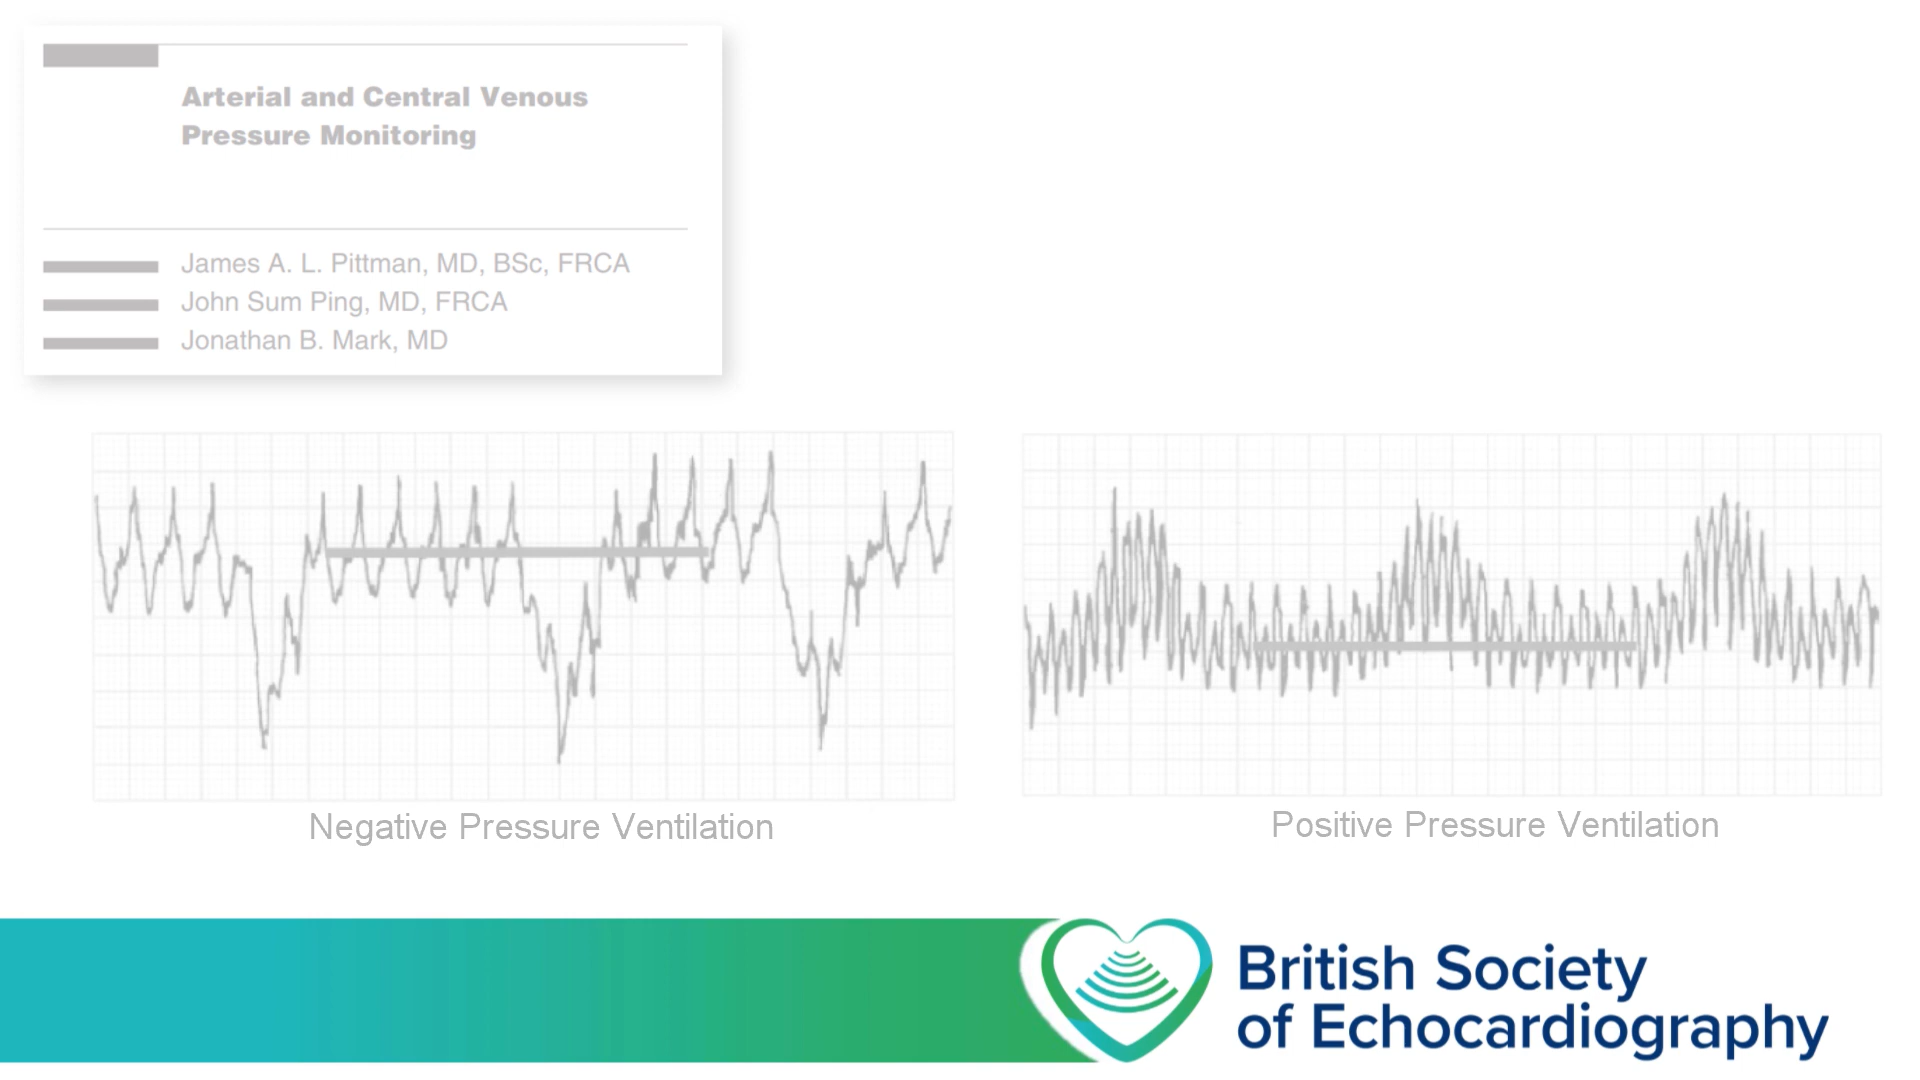 Arterial and Central Venous
Pressure Monitoring
James A. L. Pittman, MD, BSc, FRCA
John Sum Ping, MD, FRCA
Jonathan B. Mark, MD
Negative Pressure Ventilation
Positive Pressure Ventilation
British Society
of Echocardiography